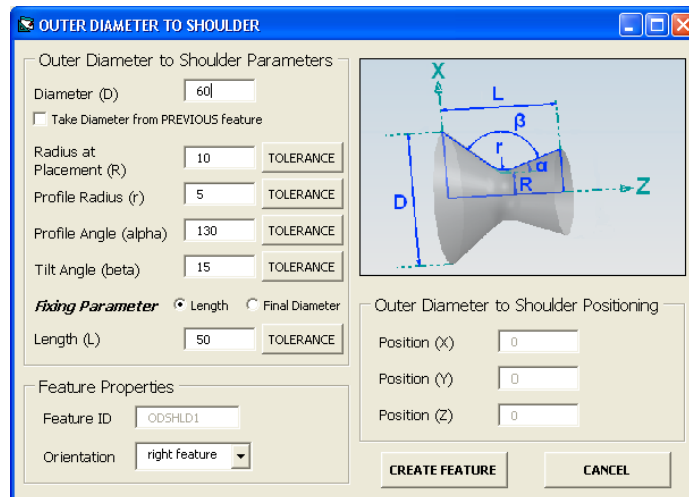 OUTER DIAMETER TO SHOULDER
Outer Diameter to Shoulder Parameters
Diameter (D) 60
Take Diameter from PREVIOUS feature
Radius at
Placement (R) 10 TOLERANCE
Profile Radius (r) 5 TOLERANCE
Profile Angle (alpha) 130 TOLERANCE
Tilt Angle (beta) 15 TOLERANCE
Fixing Parameter Length Final Diameter
Length (L) 50 TOLERANCE
Feature Properties
Feature ID ODSHLD1
Orientation right feature
X
L
β
r
α
R
Z
D
Outer Diameter to Shoulder Positioning
Position (X) 0
Position (Y) 0
Position (Z) 0
CREATE FEATURE CANCEL